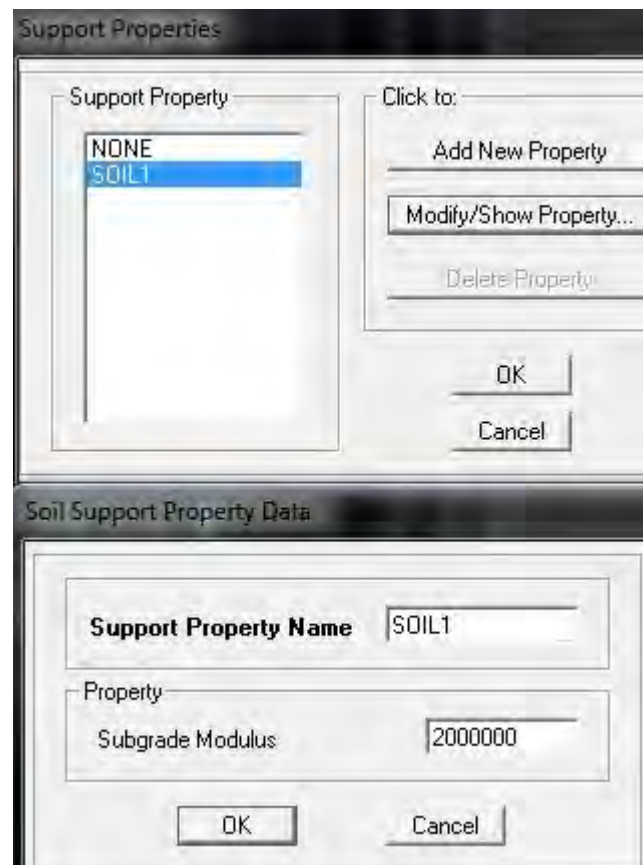 Support Properties
Support Property
Click to:
NONE
SOIL1
Add New Property
Modify/Show Property...
Delete Property
OK
Cancel
Soil Support Property Data
Support Property Name
SOIL1
Property
Subgrade Modulus
2000000
OK
Cancel